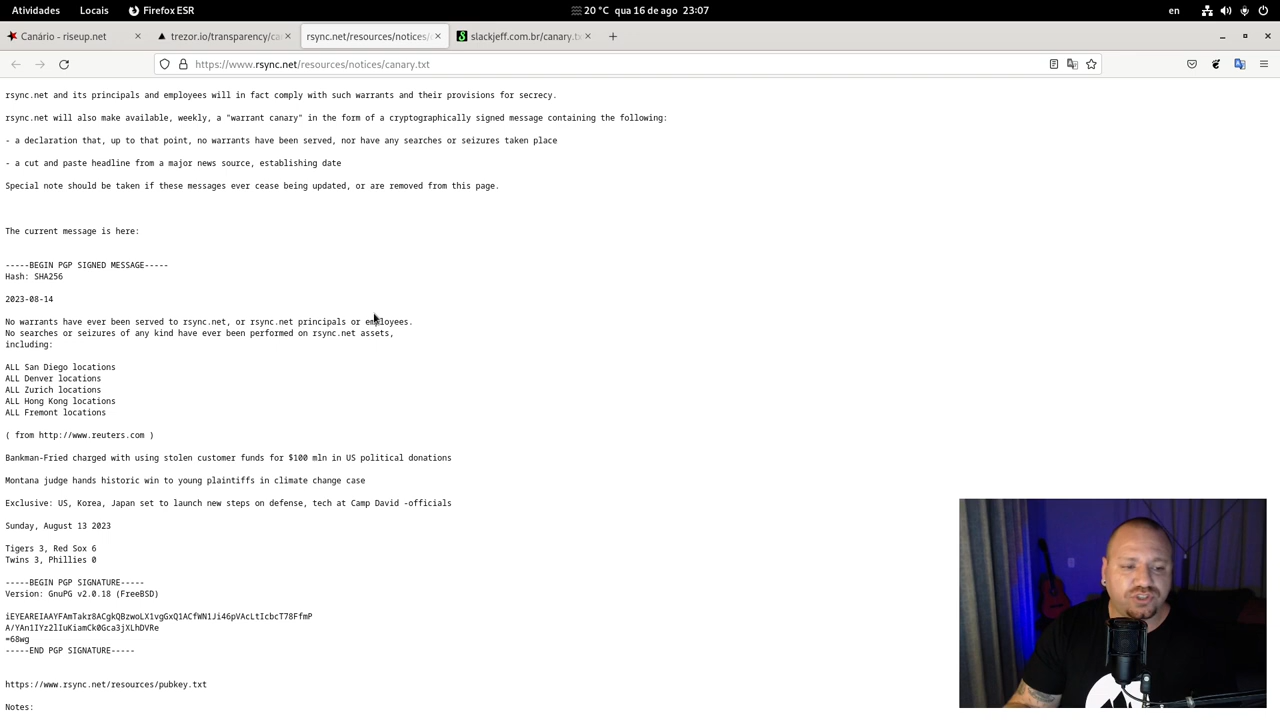 Atividades
Locais
Firefox ESR
20 °C qua 16 de ago 23:07
en
Canário - riseup.net
trezor.io/transparency/ca
rsync.net/resources/notices/
slackjeff.com.br/canary.tx
https://www.rsync.net/resources/notices/canary.txt
rsync.net and its principals and employees will in fact comply with such warrants and their provisions for secrecy.
rsync.net will also make available, weekly, a "warrant canary" in the form of a cryptographically signed message containing the following:
- a declaration that, up to that point, no warrants have been served, nor have any searches or seizures taken place
- a cut and paste headline from a major news source, establishing date
Special note should be taken if these messages ever cease being updated, or are removed from this page.
The current message is here:
-----BEGIN PGP SIGNED MESSAGE-----
Hash: SHA256
2023-08-14
No warrants have ever been served to rsync.net, or rsync.net principals or employees.
No searches or seizures of any kind have ever been performed on rsync.net assets,
including:
ALL San Diego locations
ALL Denver locations
ALL Zurich locations
ALL Hong Kong locations
ALL Fremont locations
( from http://www.reuters.com )
Bankman-Fried charged with using stolen customer funds for $100 mln in US political donations
Montana judge hands historic win to young plaintiffs in climate change case
Exclusive: US, Korea, Japan set to launch new steps on defense, tech at Camp David -officials
Sunday, August 13 2023
Tigers 3, Red Sox 6
Twins 3, Phillies 0
-----BEGIN PGP SIGNATURE-----
Version: GnuPG v2.0.18 (FreeBSD)
iEYEAREIAAYFAmTakr8ACgkQBzwoLX1vgGxQ1ACfWN1Ji46pVAcLtIcbcT78FfmP
A/YAn1IYz2lIuKiamCk0Gca3jXLhDVRe
=68wg
-----END PGP SIGNATURE-----
https://www.rsync.net/resources/pubkey.txt
Notes: